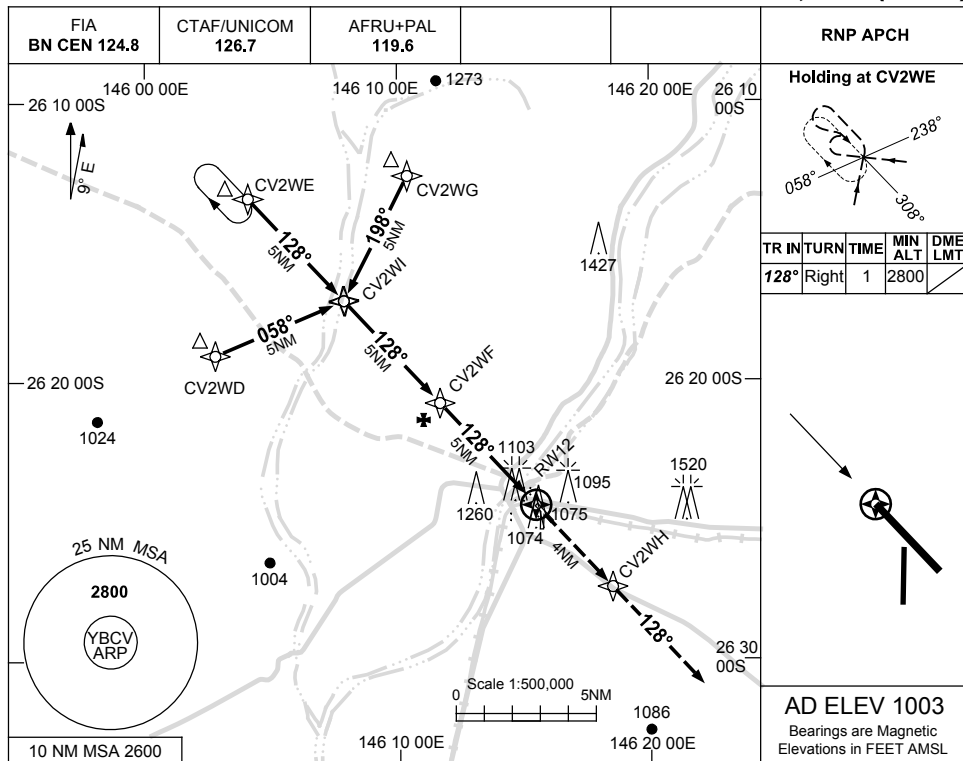 FIA
BN CEN 124.8
CTAF/UNICOM
126.7
AFRU+PAL
119.6
RNP APCH
146 00 00E
146 10 00E
1273
146 20 00E
26 10
00S
26 10 00S
9° E
CV2WE
CV2WG
128°
5NM
198°
5NM
CV2WI
1427
058°
5NM
CV2WD
128°
5NM
CV2WF
26 20 00S
26 20 00S
1024
128°
5NM
1103
RW12
1095
1520
1260
1075
1074
4NM
CV2WH
1004
128°
25 NM MSA
2800
YBCV
ARP
26 30
00S
Scale 1:500,000
0
5NM
1086
146 10 00E
146 20 00E
10 NM MSA 2600
Holding at CV2WE
238°
058°
308°
TR IN TURN TIME MIN ALT DME LMT
128° Right 1 2800
AD ELEV 1003
Bearings are Magnetic
Elevations in FEET AMSL